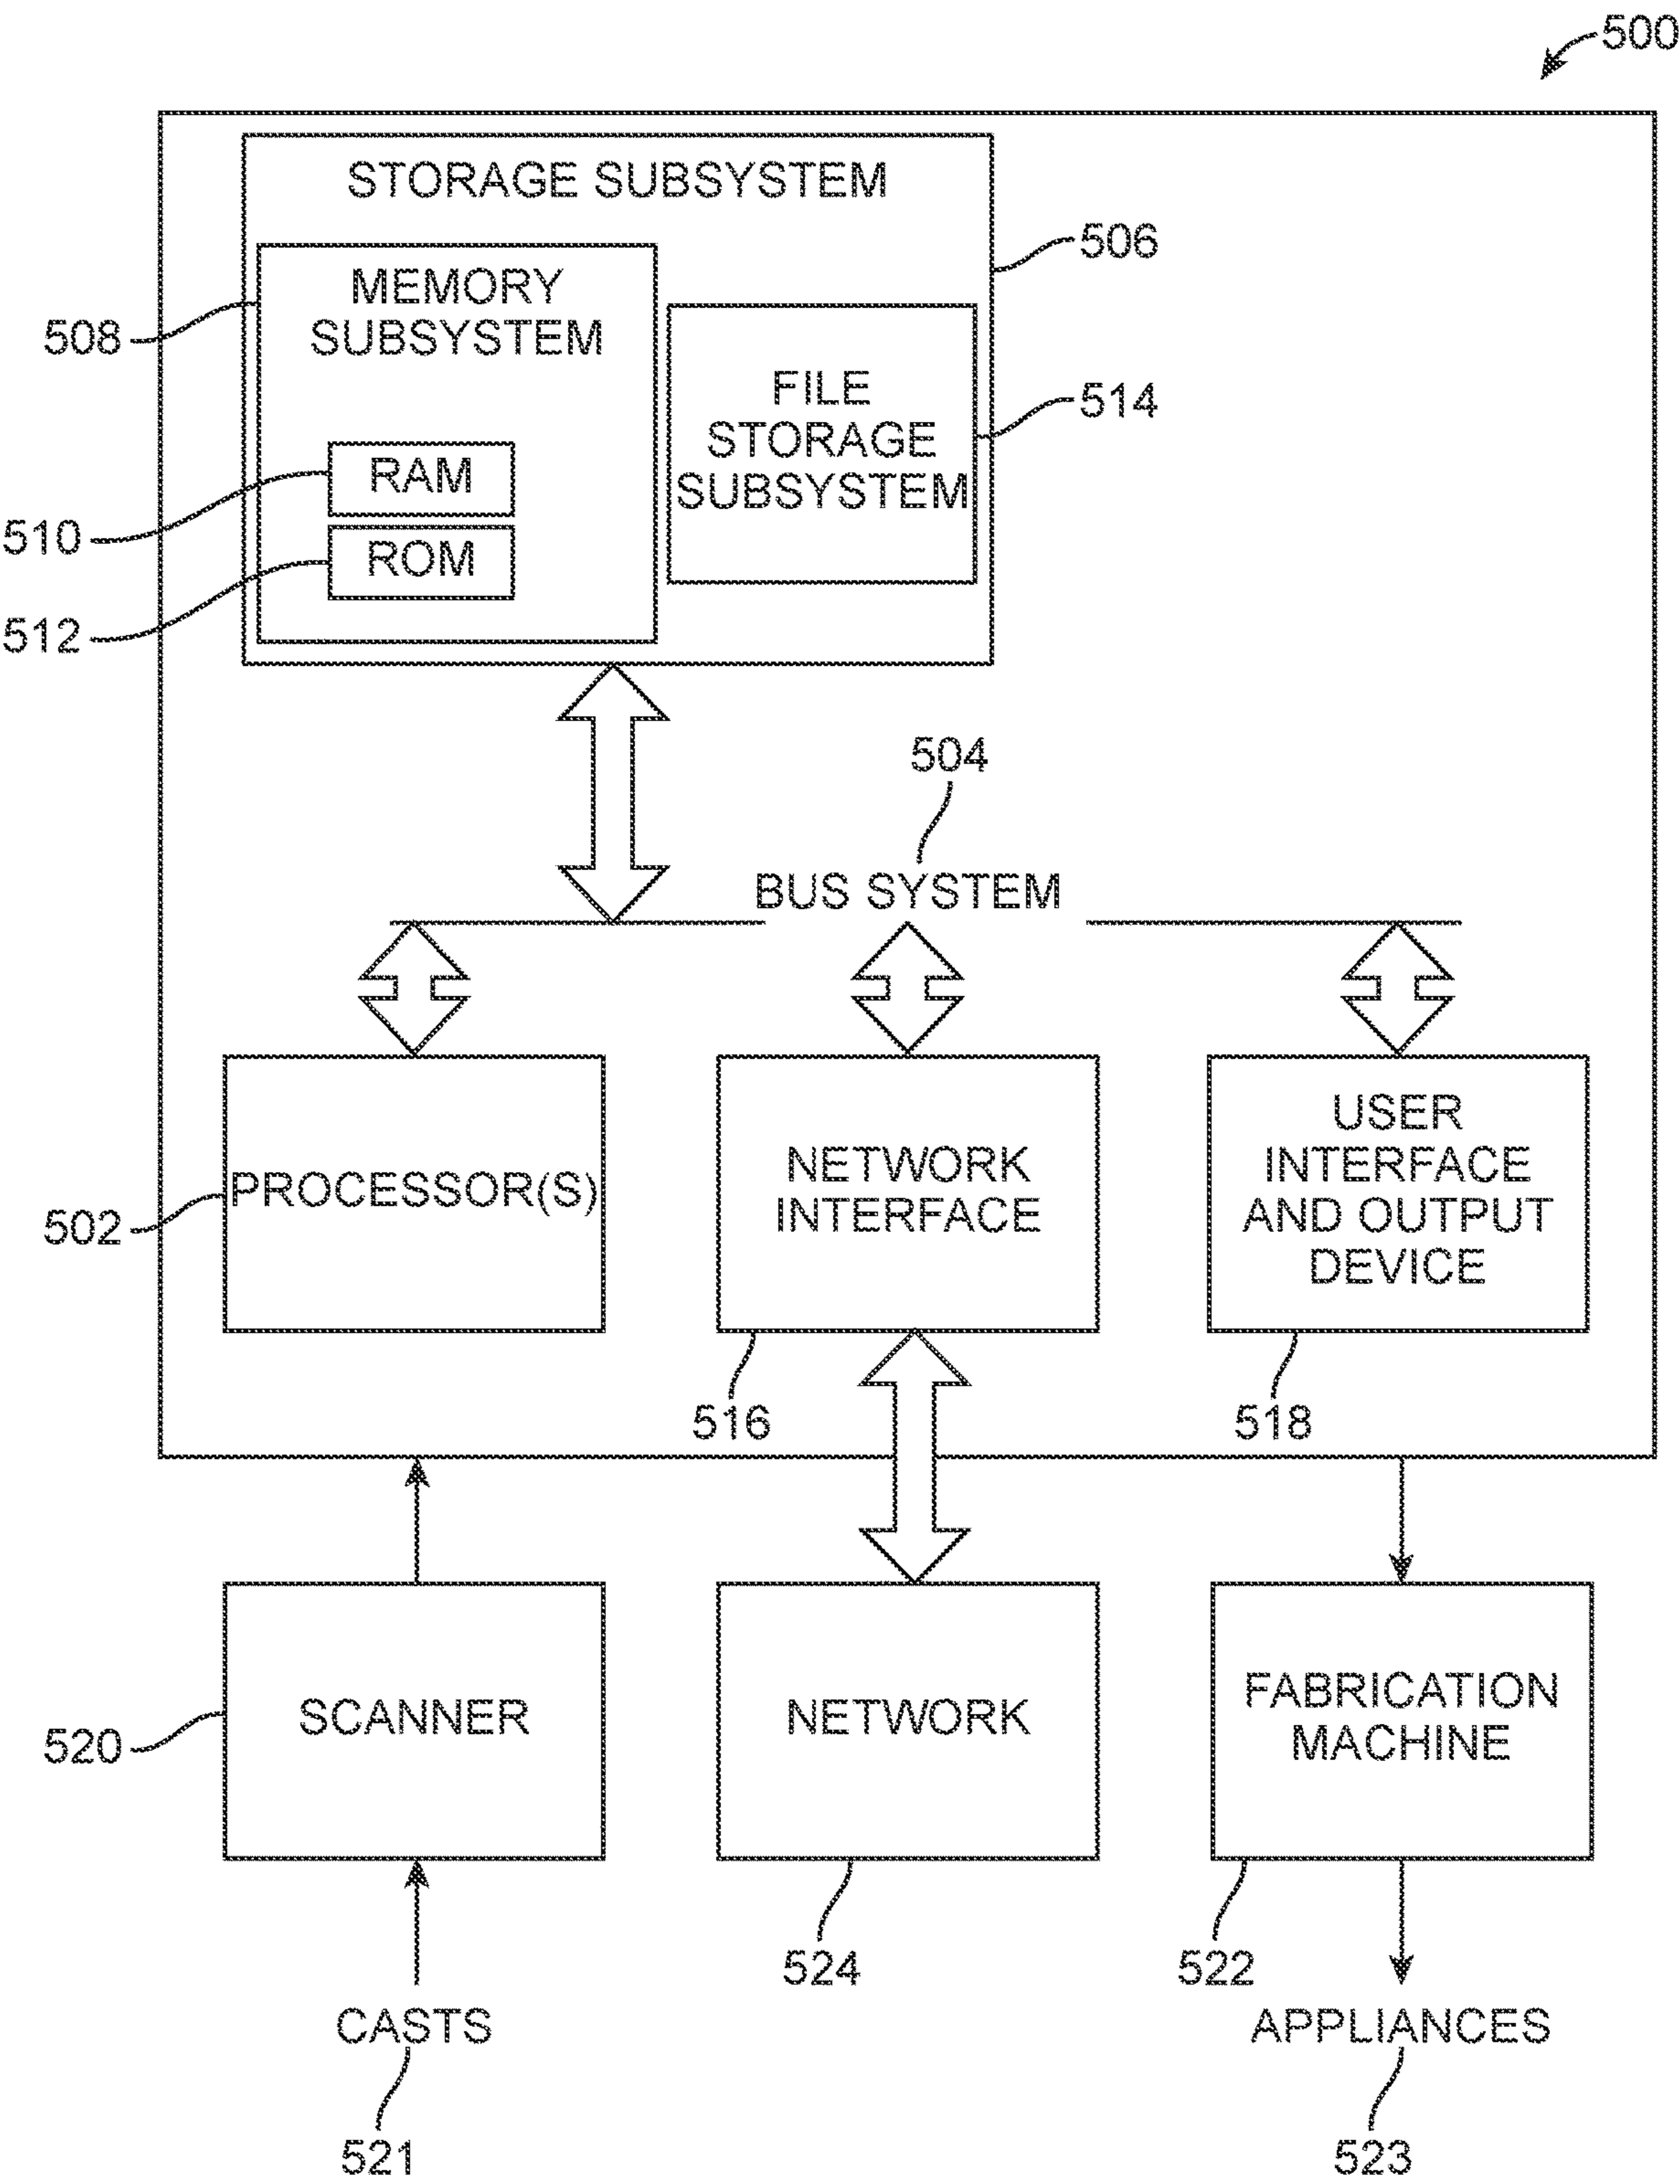 500
STORAGE SUBSYSTEM
506
MEMORY
SUBSYSTEM
508
FILE
STORAGE
SUBSYSTEM
514
RAM
510
ROM
512
504
BUS SYSTEM
PROCESSOR(S)
502
NETWORK
INTERFACE
USER
INTERFACE
AND OUTPUT
DEVICE
516
518
SCANNER
520
NETWORK
FABRICATION
MACHINE
524
522
CASTS
APPLIANCES
521
523